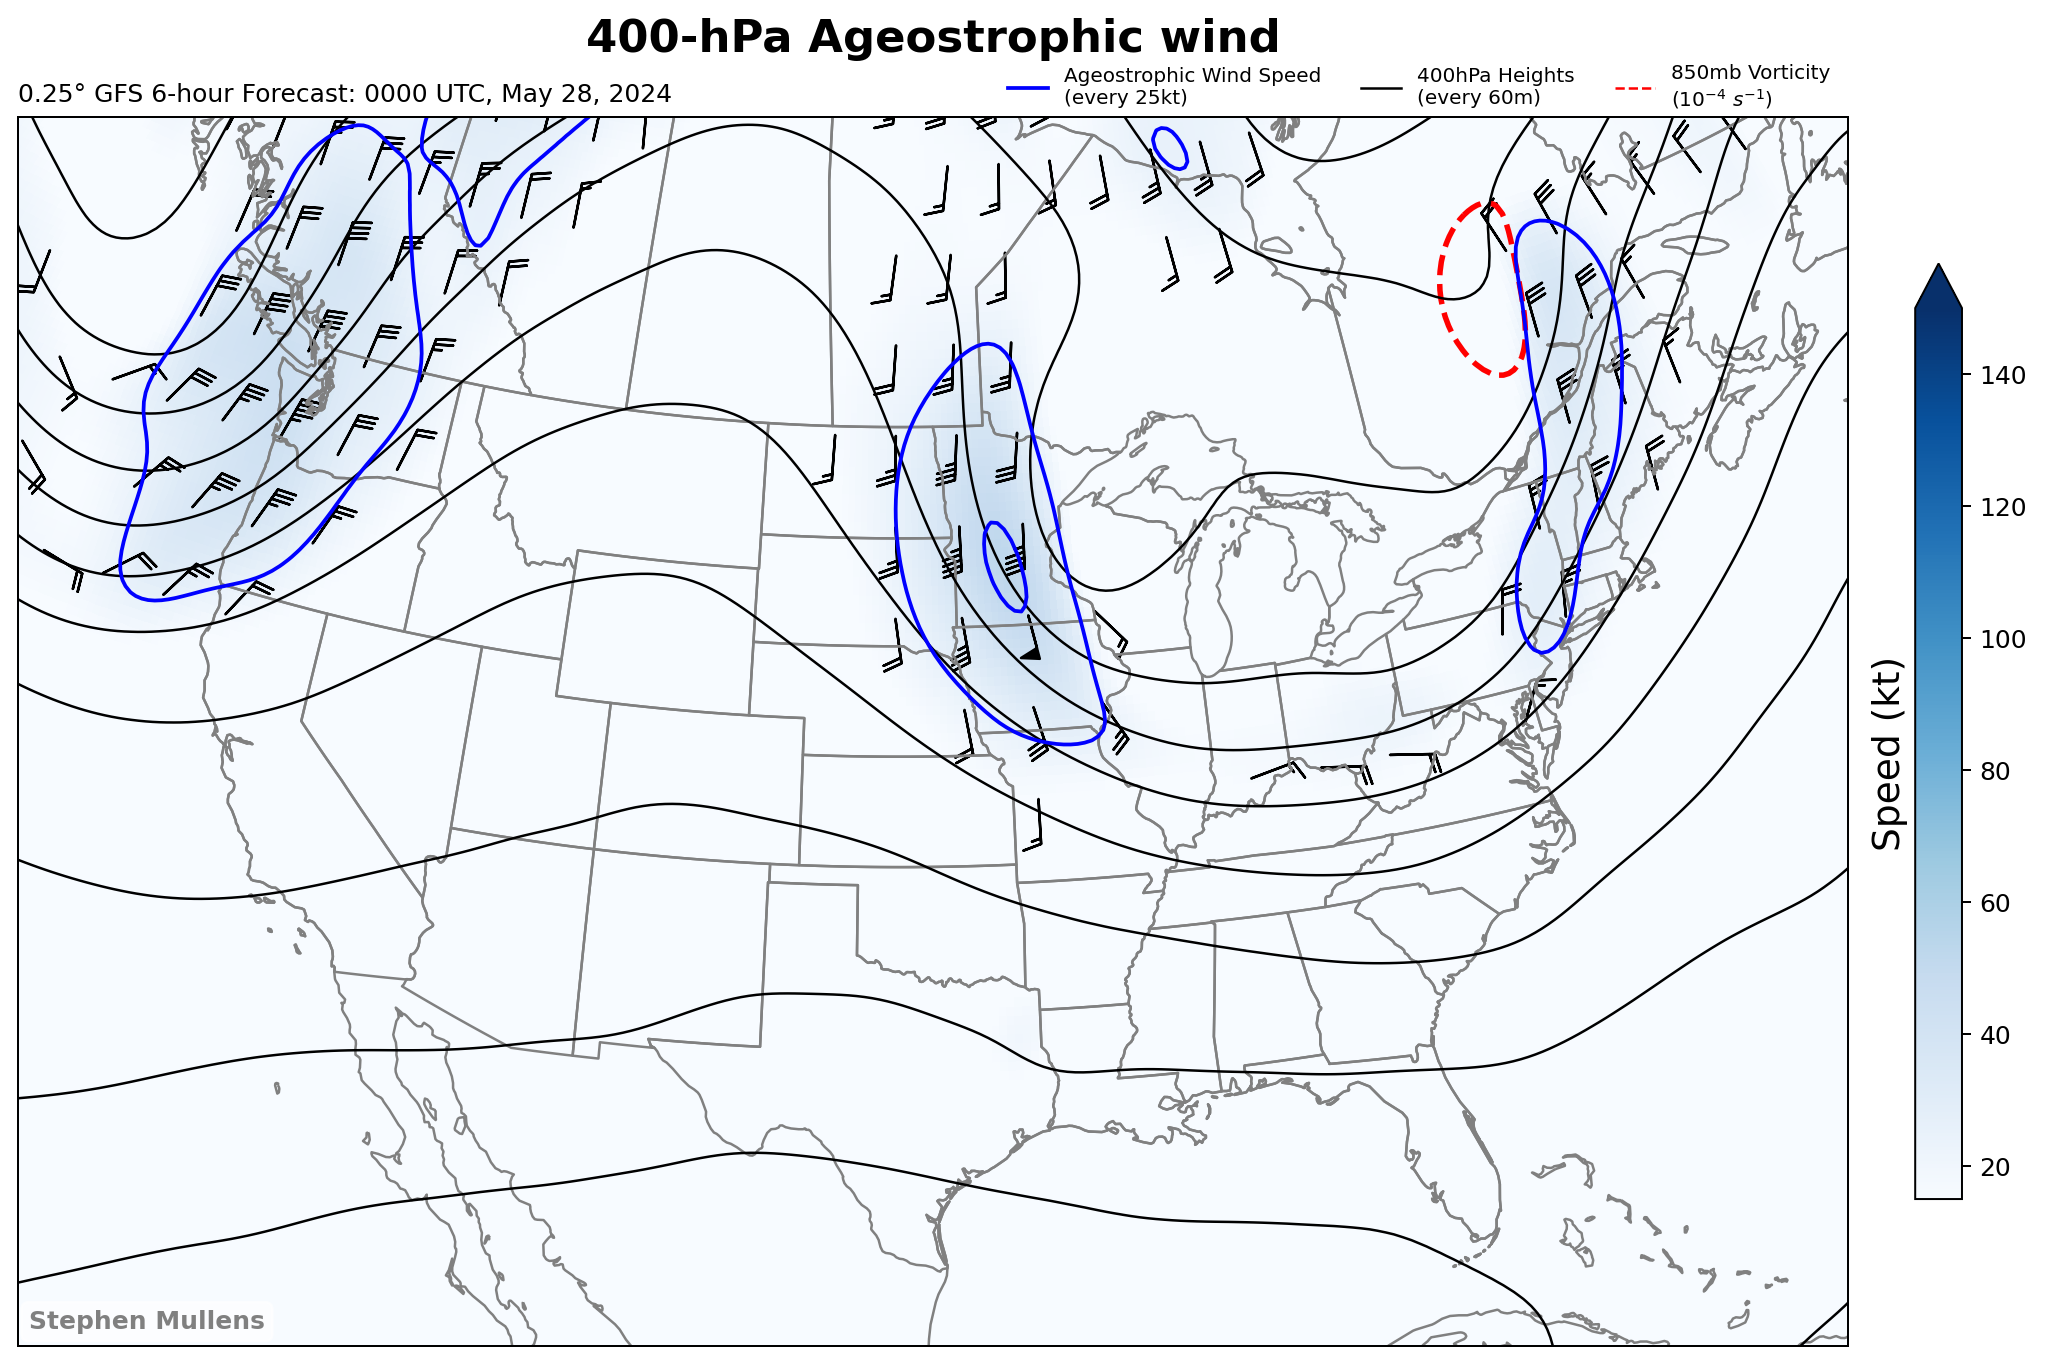 400-hPa Ageostrophic wind
0.25° GFS 6-hour Forecast: 0000 UTC, May 28, 2024
Ageostrophic Wind Speed
(every 25kt)
400hPa Heights
(every 60m)
850mb Vorticity
(10⁻⁴ s⁻¹)
140
120
100
80
60
40
20
Speed (kt)
Stephen Mullens